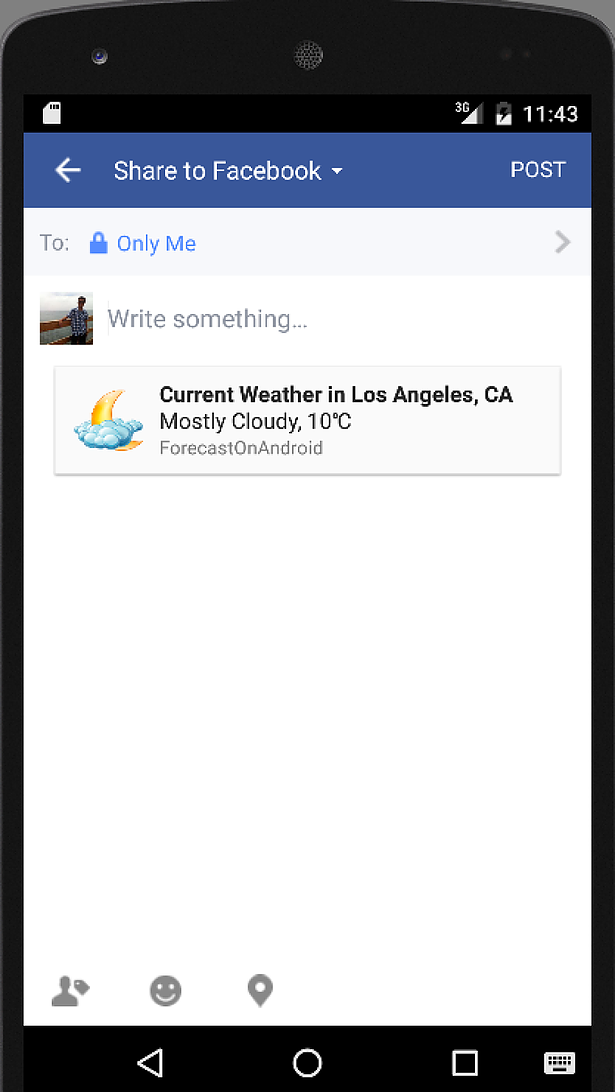 3G 11:43
Share to Facebook POST
To: Only Me
Write something...
Current Weather in Los Angeles, CA
Mostly Cloudy, 10℃
ForecastOnAndroid